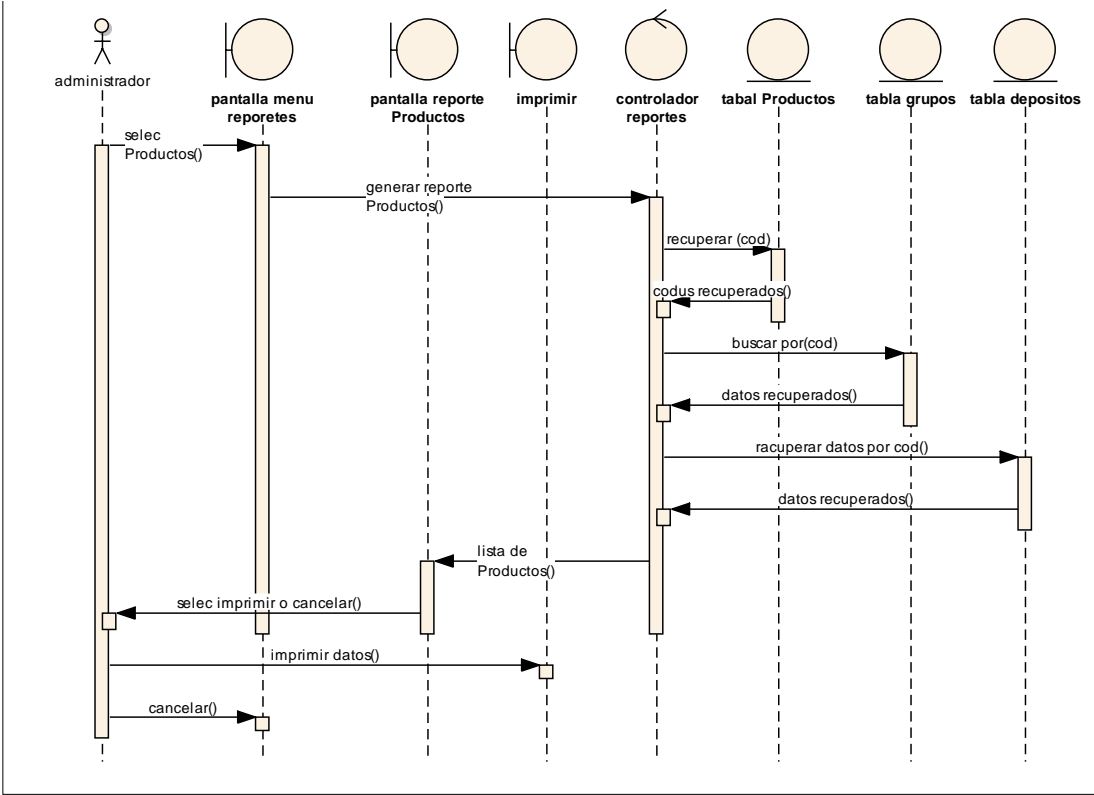 administrador
pantalla menu
reporetes
pantalla reporte
Productos
imprimir
controlador
reportes
tabal Productos
tabla grupos
tabla depositos
selec
Productos()
generar reporte
Productos()
recuperar (cod)
codus recuperados()
buscar por(cod)
datos recuperados()
racuperar datos por cod()
datos recuperados()
lista de
Productos()
selec imprimir o cancelar()
imprimir datos()
cancelar()